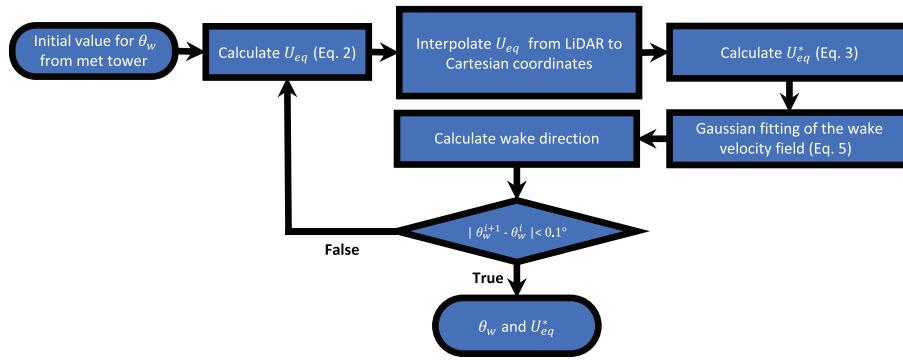 Initial value for θ_w
from met tower
Calculate U_eq (Eq. 2)
Interpolate U_eq from LiDAR to
Cartesian coordinates
Calculate U*_eq (Eq. 3)
Gaussian fitting of the wake
velocity field (Eq. 5)
Calculate wake direction
| θ_w^{i+1} - θ_w^i |< 0.1°
False
True
θ_w and U*_eq